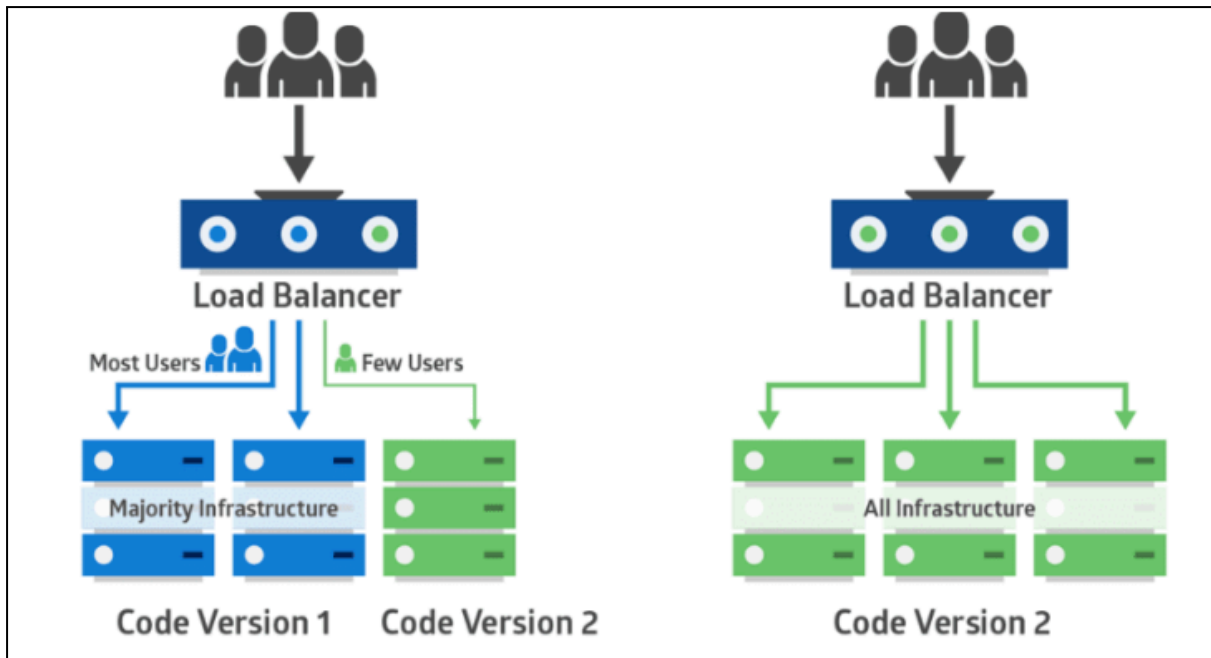 Load Balancer
Most Users
Few Users
Majority Infrastructure
Code Version 1
Code Version 2
Load Balancer
All Infrastructure
Code Version 2